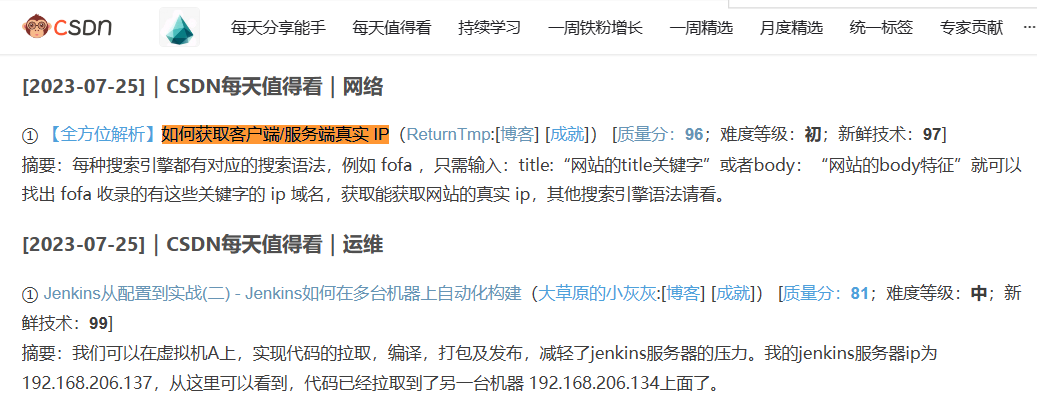 CSDN 每天分享能手 每天值得看 持续学习 一周铁粉增长 一周精选 月度精选 统一标签 专家贡献 ···
[2023-07-25] | CSDN每天值得看 | 网络
① 【全方位解析】如何获取客户端/服务端真实 IP（ReturnTmp:[博客] [成就]） [质量分：96；难度等级：初；新鲜技术：97]
摘要：每种搜索引擎都有对应的搜索语法，例如 fofa ，只需输入：title:“网站的title关键字”或者body：“网站的body特征”就可以
找出 fofa 收录的有这些关键字的 ip 域名，获取能获取网站的真实 ip，其他搜索引擎语法请看。
[2023-07-25] | CSDN每天值得看 | 运维
① Jenkins从配置到实战(二) - Jenkins如何在多台机器上自动化构建（大草原的小灰灰:[博客] [成就]） [质量分：81；难度等级：中；新
鲜技术：99]
摘要：我们可以在虚拟机A上，实现代码的拉取，编译，打包及发布，减轻了jenkins服务器的压力。我的jenkins服务器ip为
192.168.206.137，从这里可以看到，代码已经拉取到了另一台机器 192.168.206.134上面了。